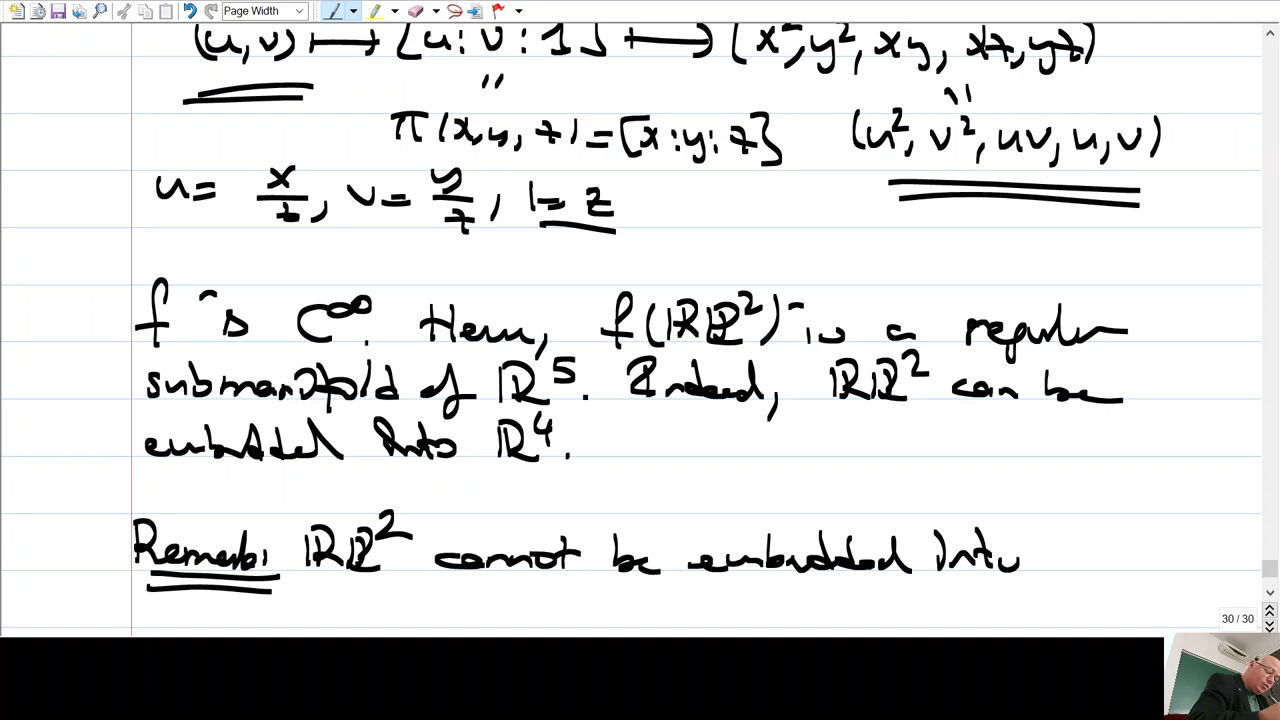 Page Width
(u,v) ⟼ [u:v:1] ⟼ (x², y², xy, xz, yz)
π(x,y,z) = [x:y:z] (u², v², uv, u, v)
u = x/z, v = y/z, 1 = z
f is C^∞. Hence, f(ℝℙ²) is a regular
submanifold of ℝ⁵. Indeed, ℝℙ² can be
embedded into ℝ⁴.
Remark: ℝℙ² cannot be embedded into
30 / 30